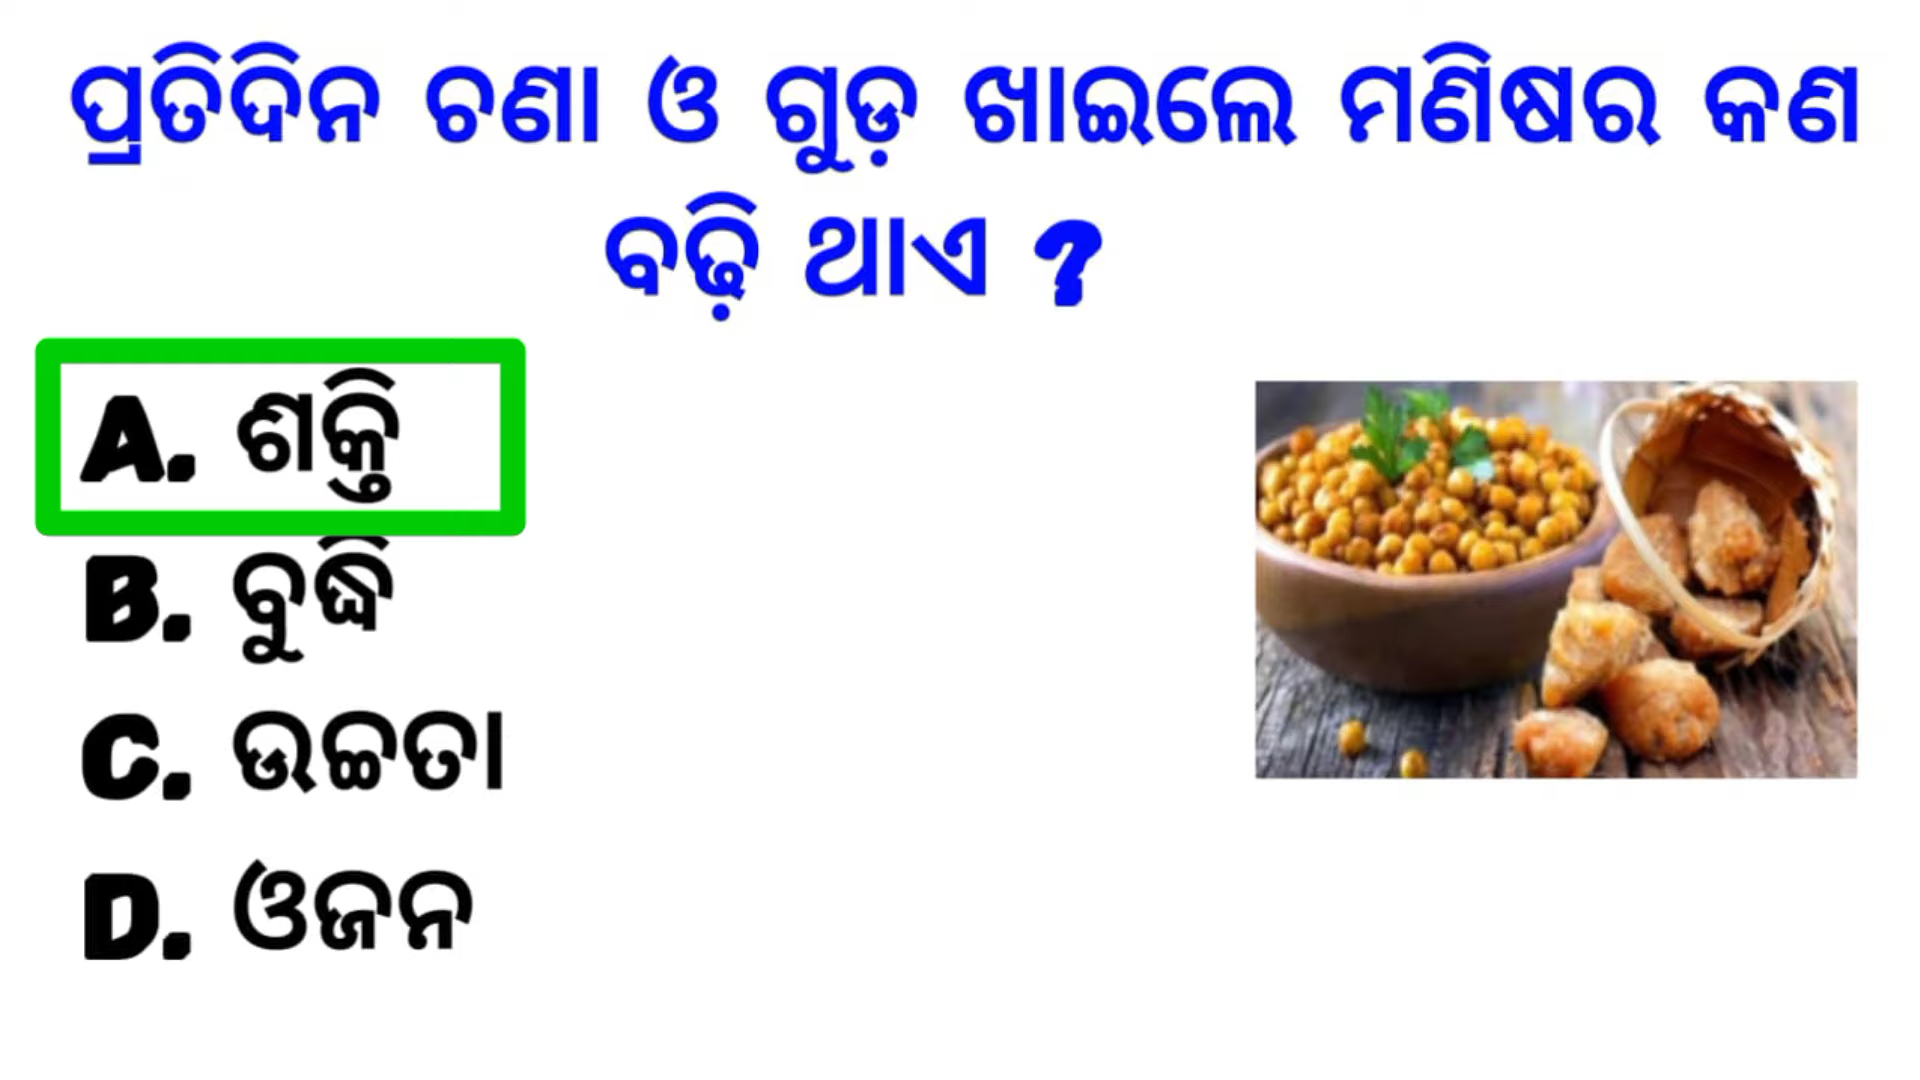 ପ୍ରତିଦିନ ଚଣା ଓ ଗୁଡ଼ ଖାଇଲେ ମଣିଷର କଣ
ବଢ଼ି ଥାଏ ?
A. ଶକ୍ତି
B. ବୁଦ୍ଧି
C. ଉଚ୍ଚତା
D. ଓଜନ